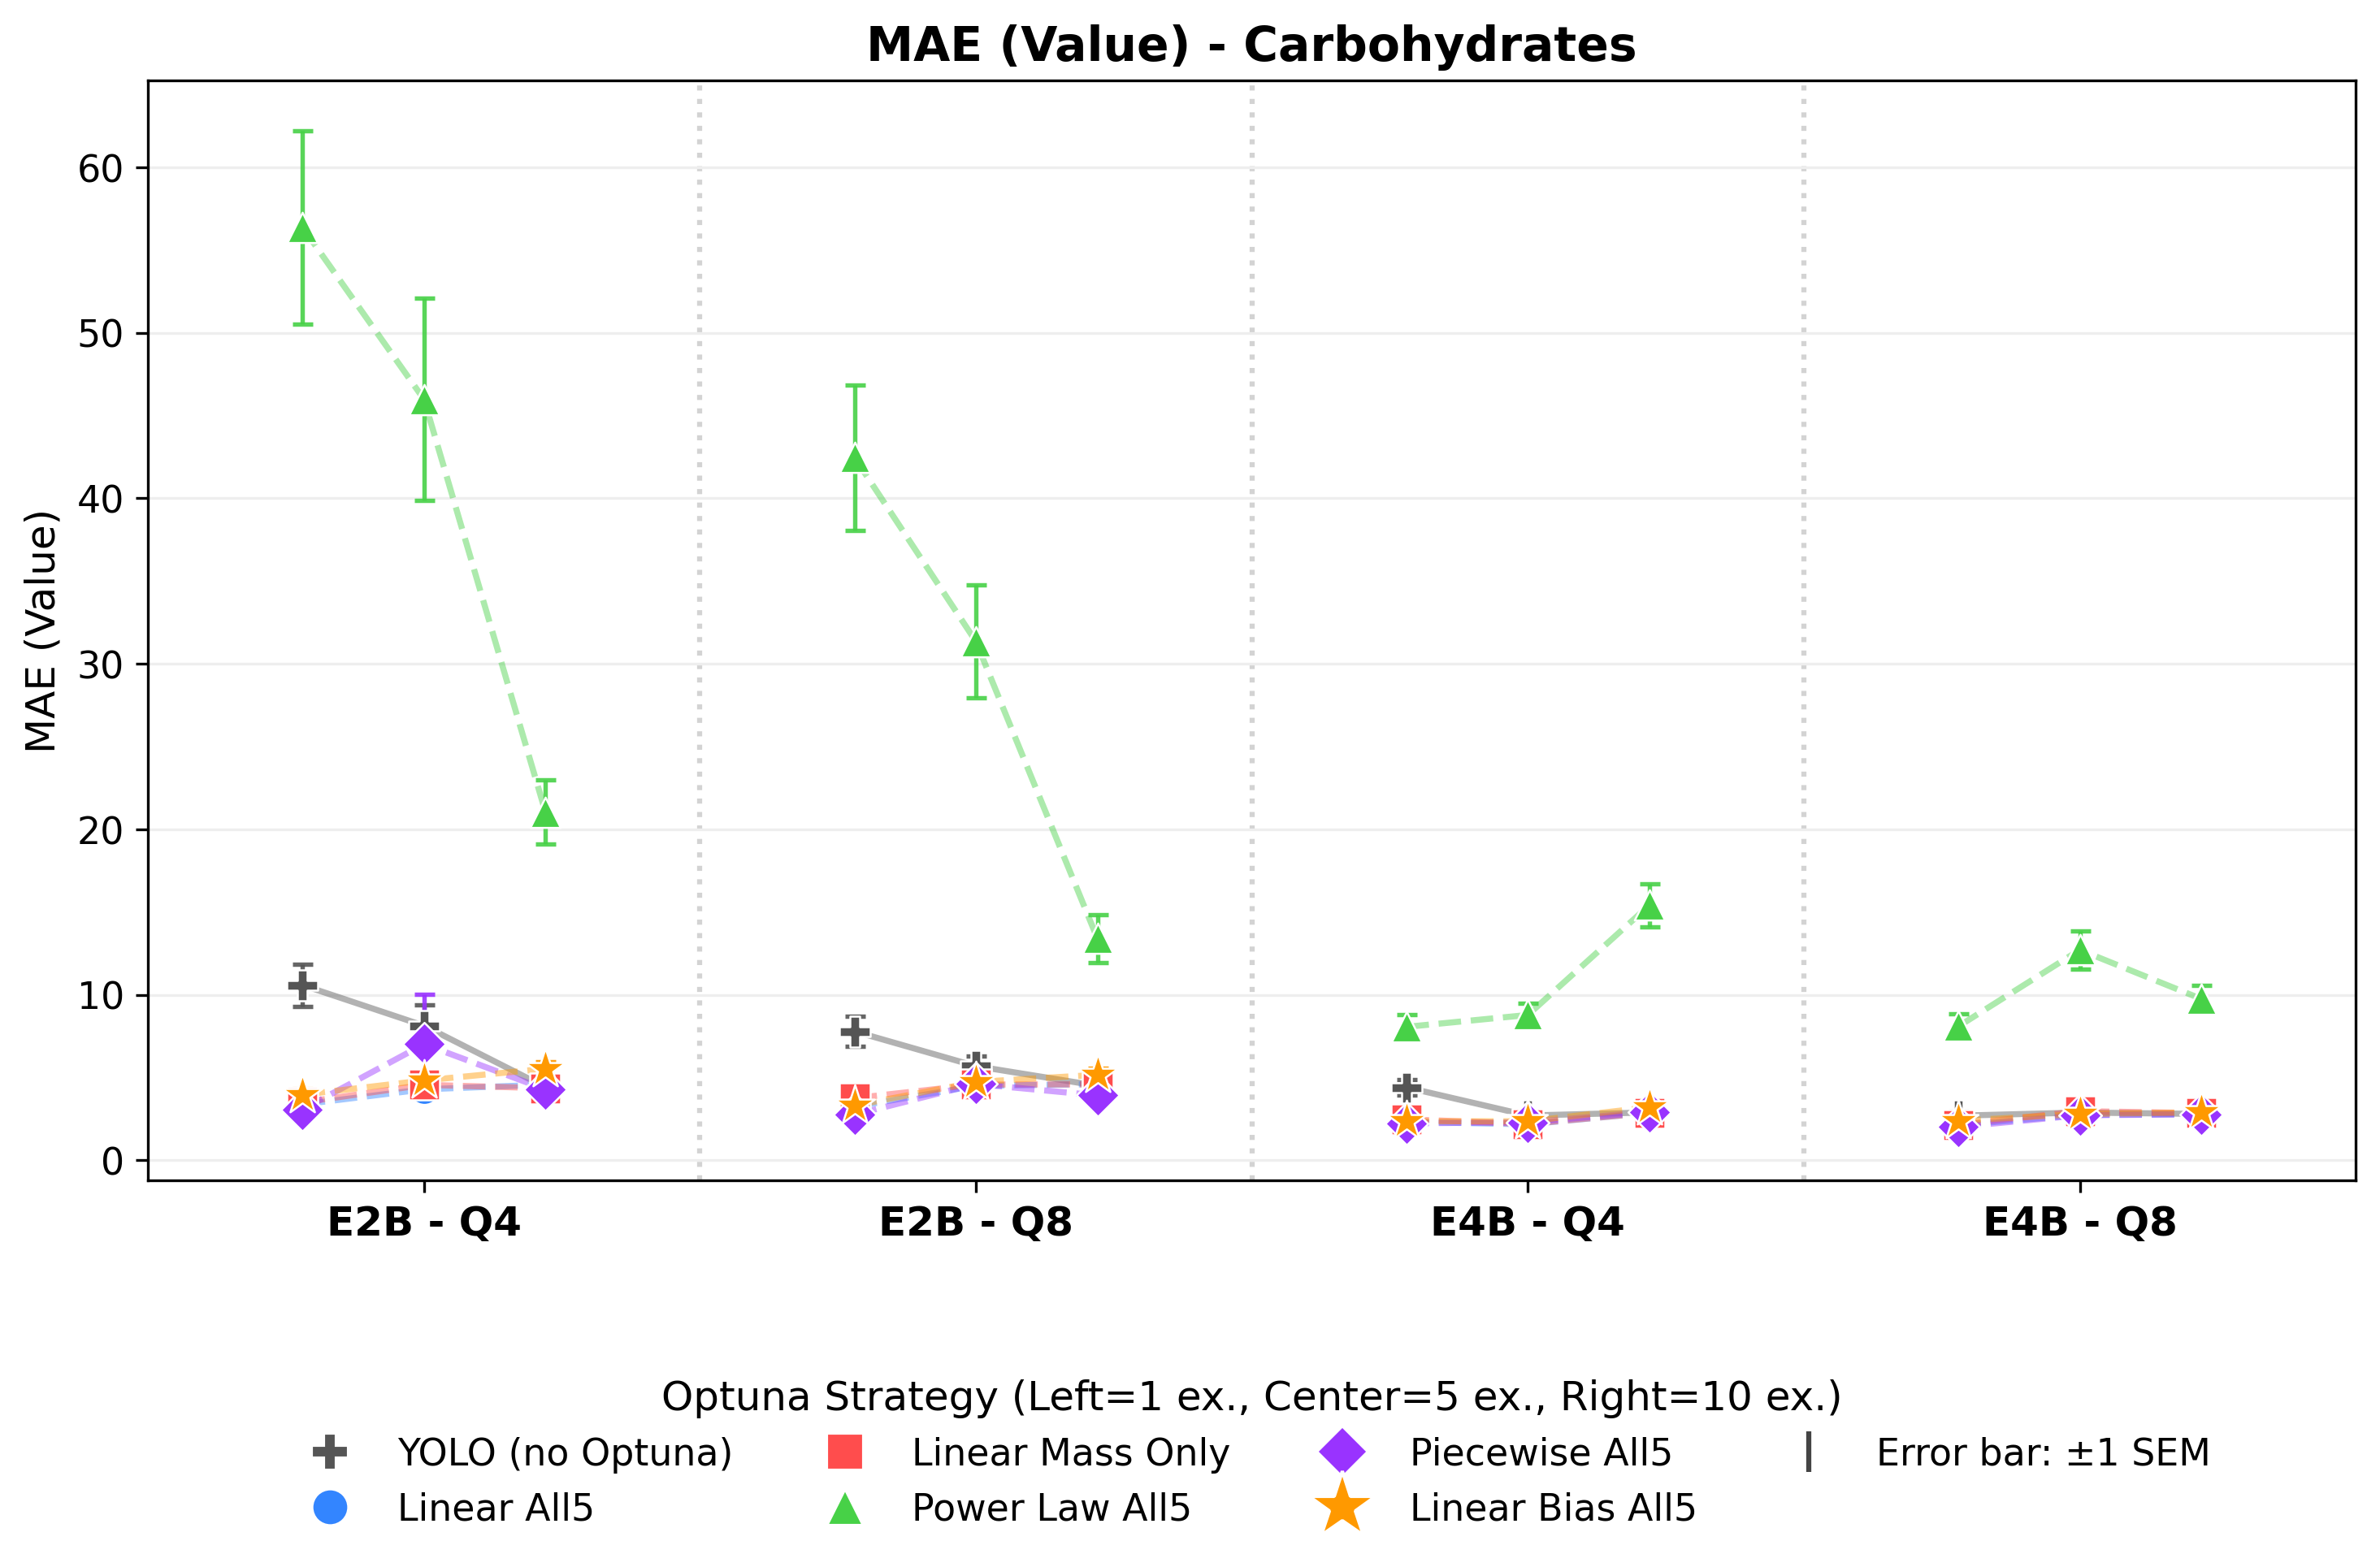 MAE (Value) - Carbohydrates
MAE (Value)
60
50
40
30
20
10
0
E2B - Q4
E2B - Q8
E4B - Q4
E4B - Q8
Optuna Strategy (Left=1 ex., Center=5 ex., Right=10 ex.)
YOLO (no Optuna)
Linear All5
Linear Mass Only
Power Law All5
Piecewise All5
Linear Bias All5
Error bar: ±1 SEM